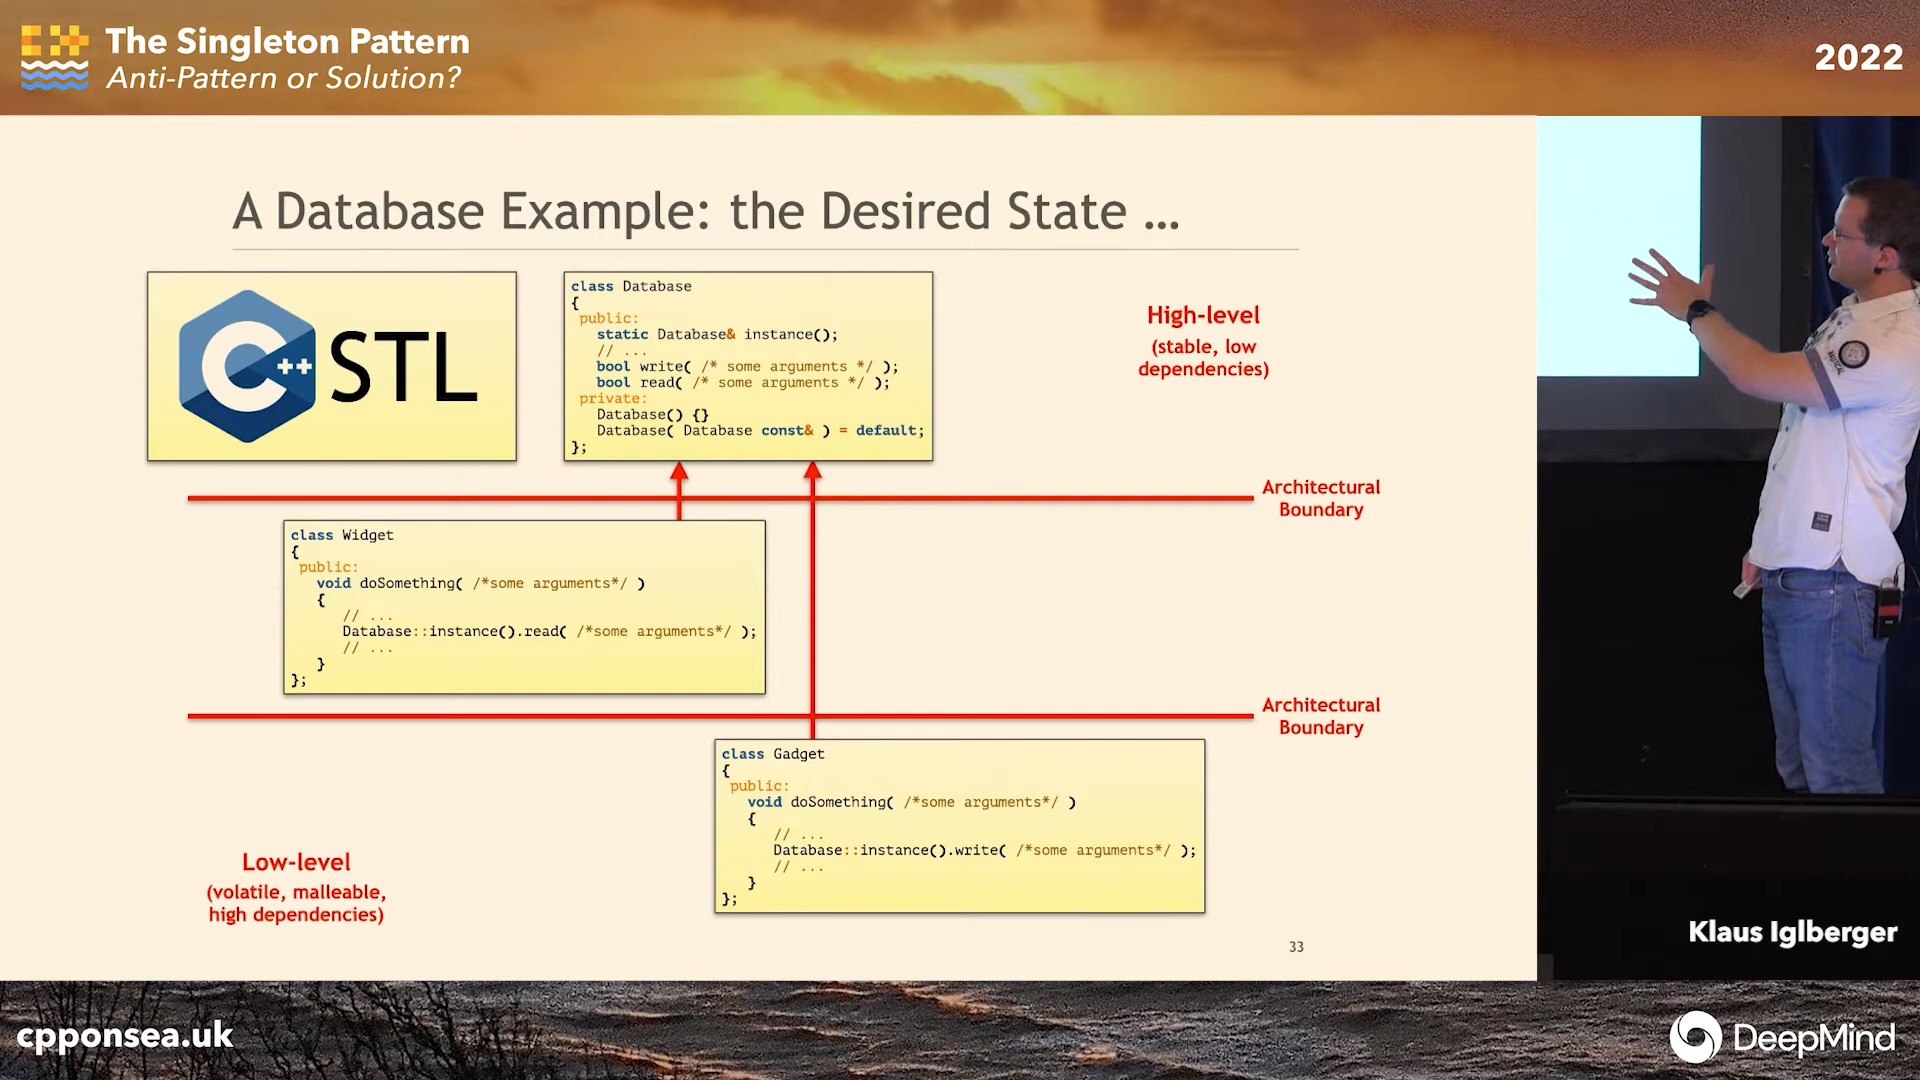 The Singleton Pattern
Anti-Pattern or Solution?
2022
A Database Example: the Desired State ...
C++ STL
class Database
{
public:
static Database& instance();
// ...
bool write( /* some arguments */ );
bool read( /* some arguments */ );
private:
Database() {}
Database( Database const& ) = default;
};
High-level
(stable, low
dependencies)
Architectural
Boundary
class Widget
{
public:
void doSomething( /*some arguments*/ )
{
// ...
Database::instance().read( /*some arguments*/ );
// ...
}
};
Architectural
Boundary
class Gadget
{
public:
void doSomething( /*some arguments*/ )
{
// ...
Database::instance().write( /*some arguments*/ );
// ...
}
};
Low-level
(volatile, malleable,
high dependencies)
33
Klaus Iglberger
cpponsea.uk
DeepMind